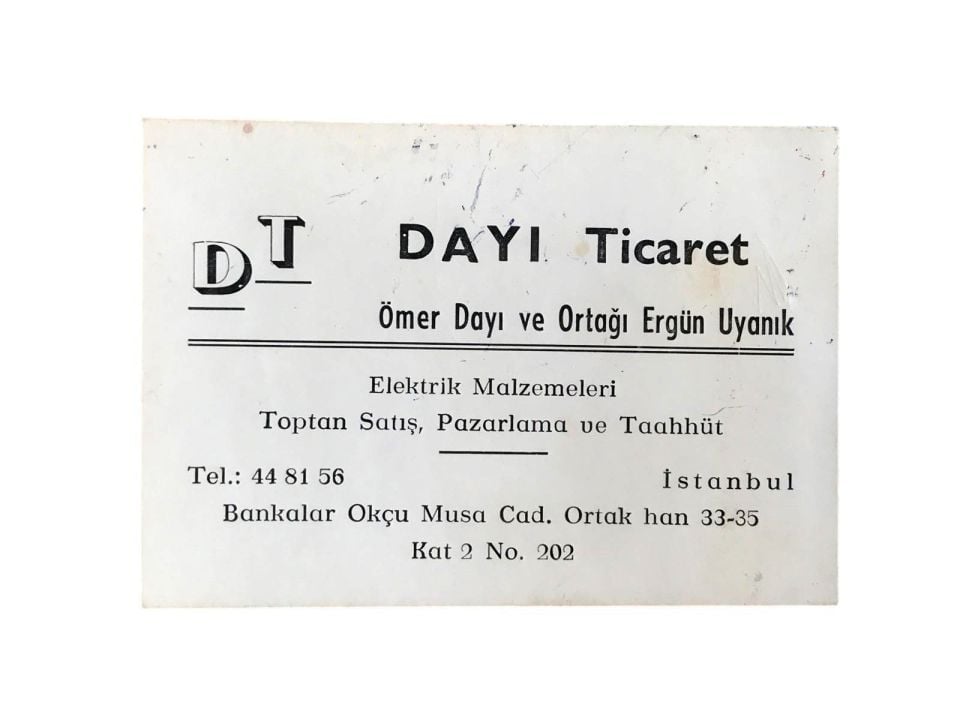 DT
DAYI Ticaret
Ömer Dayı ve Ortağı Ergün Uyanık
Elektrik Malzemeleri
Toptan Satış, Pazarlama ve Taahhüt
Tel.: 44 81 56 İstanbul
Bankalar Okçu Musa Cad. Ortak han 33-35
Kat 2 No. 202